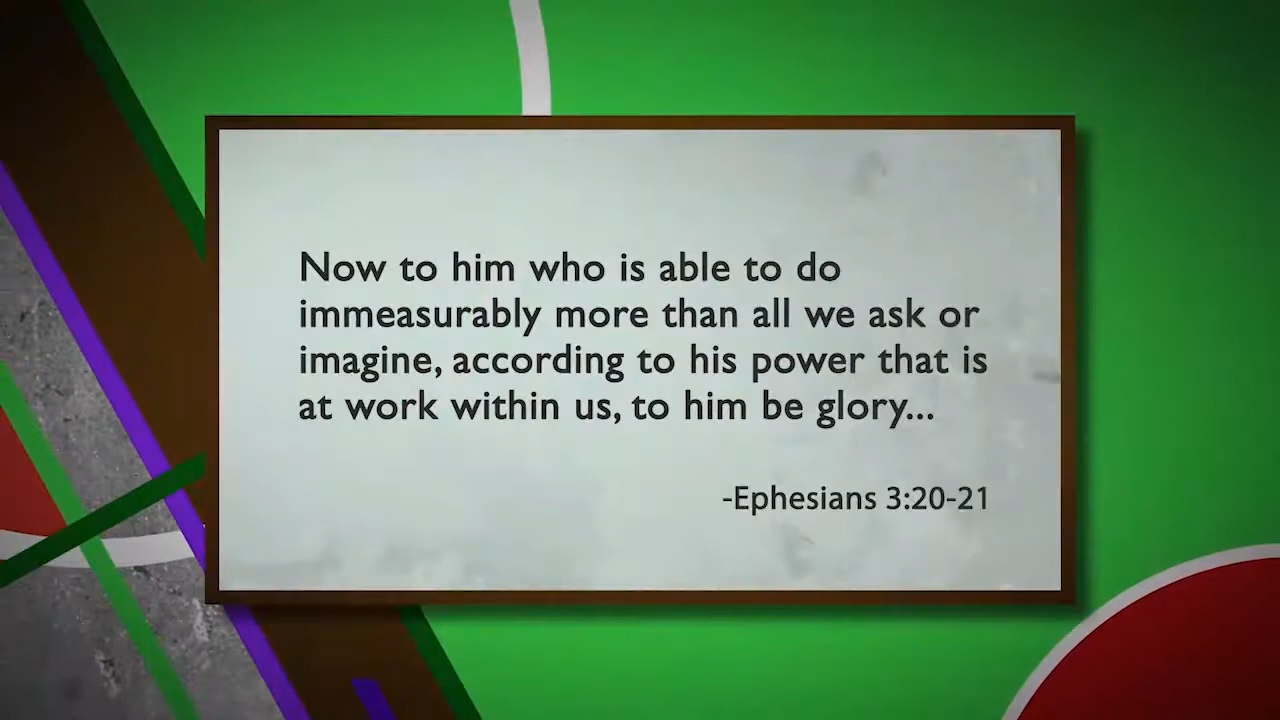 Now to him who is able to do
immeasurably more than all we ask or
imagine, according to his power that is
at work within us, to him be glory...
-Ephesians 3:20-21